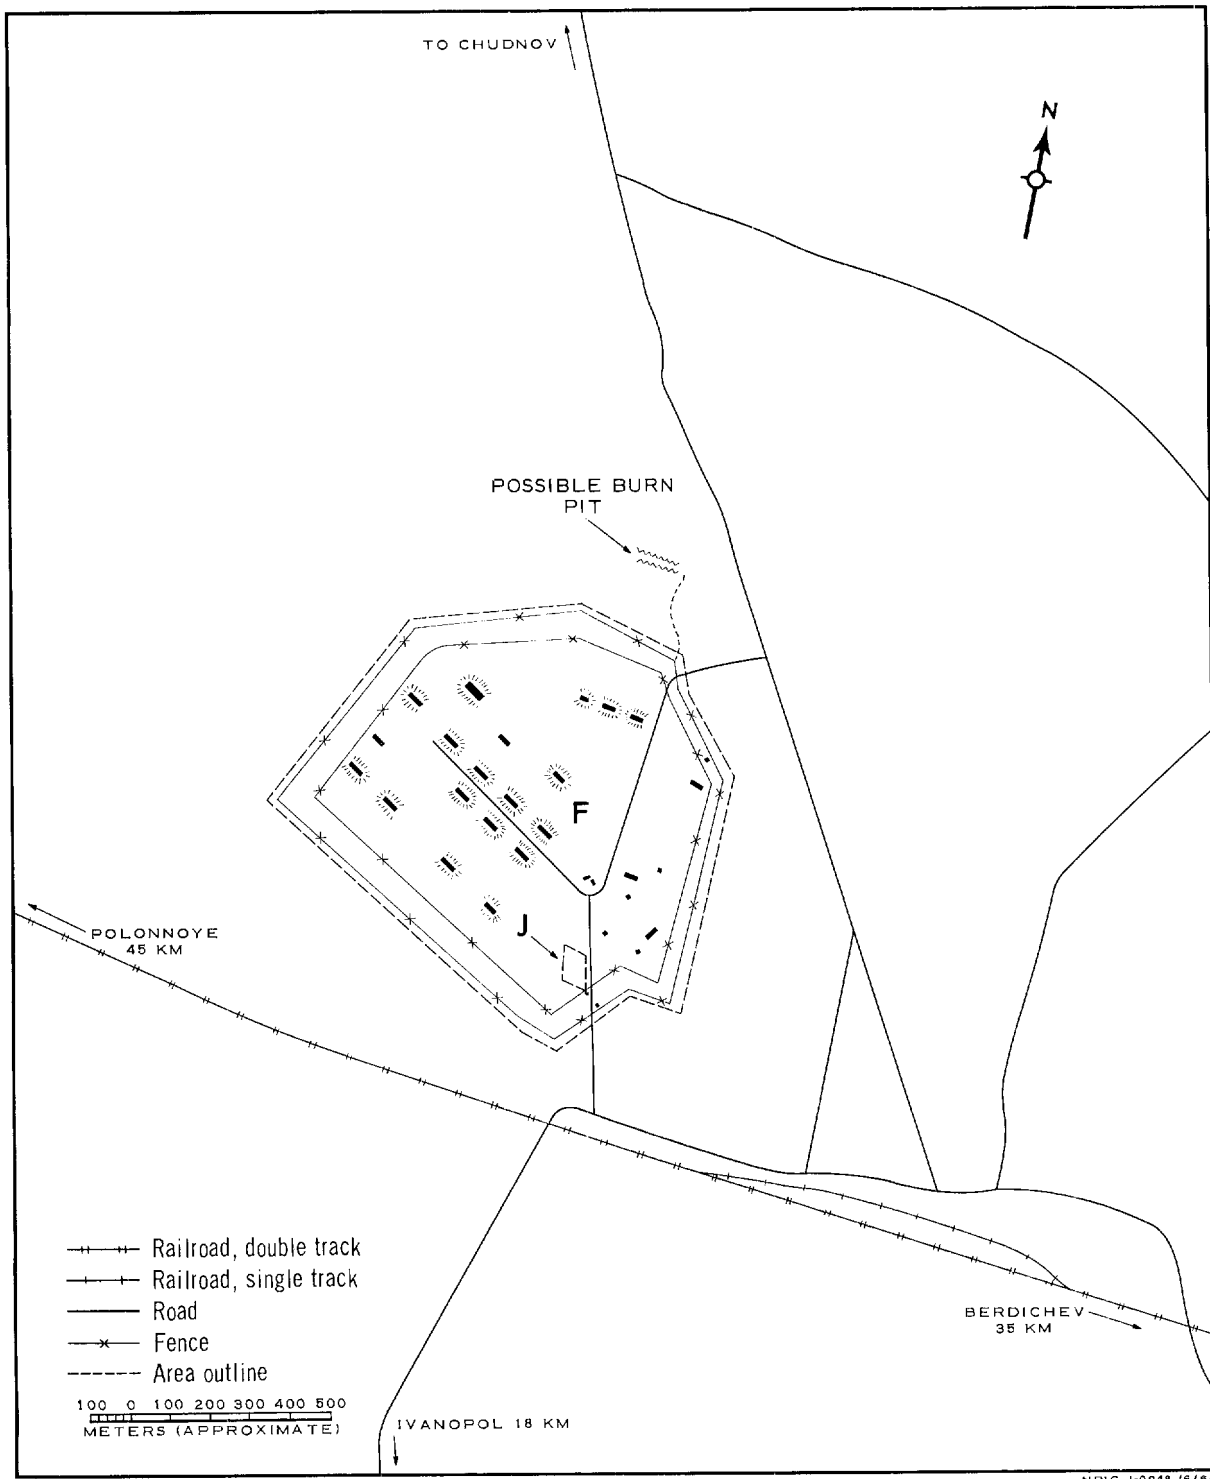 TO CHUDNOV
N
POSSIBLE BURN
PIT
F
J
POLONNOYE
45 KM
Railroad, double track
Railroad, single track
Road
Fence
Area outline
100 0 100 200 300 400 500
METERS (APPROXIMATE)
BERDICHEV
35 KM
IVANOPOL 18 KM